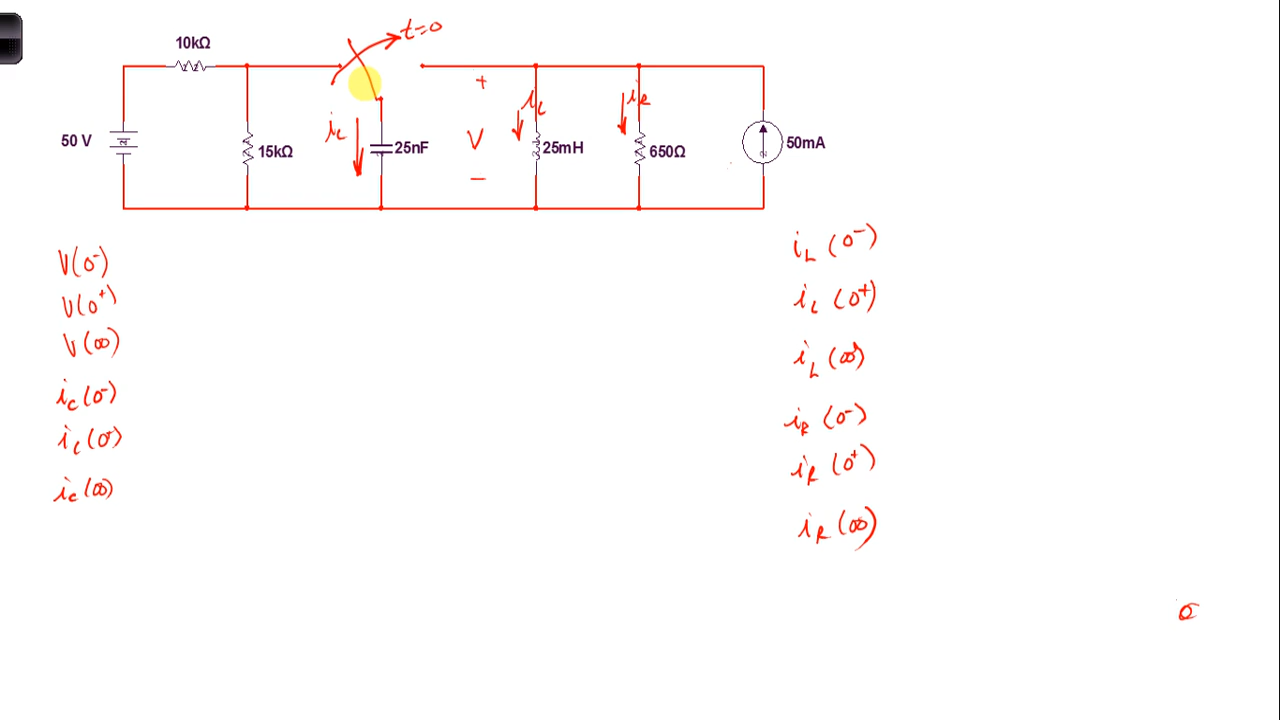 t=0
10kΩ
50 V
15kΩ
ic
25nF
+
V
−
iL
25mH
iR
650Ω
50mA
V(0-)
V(0+)
V(∞)
ic(0-)
ic(0+)
ic(∞)
iL(0-)
iL(0+)
iL(∞)
iR(0-)
iR(0+)
iR(∞)